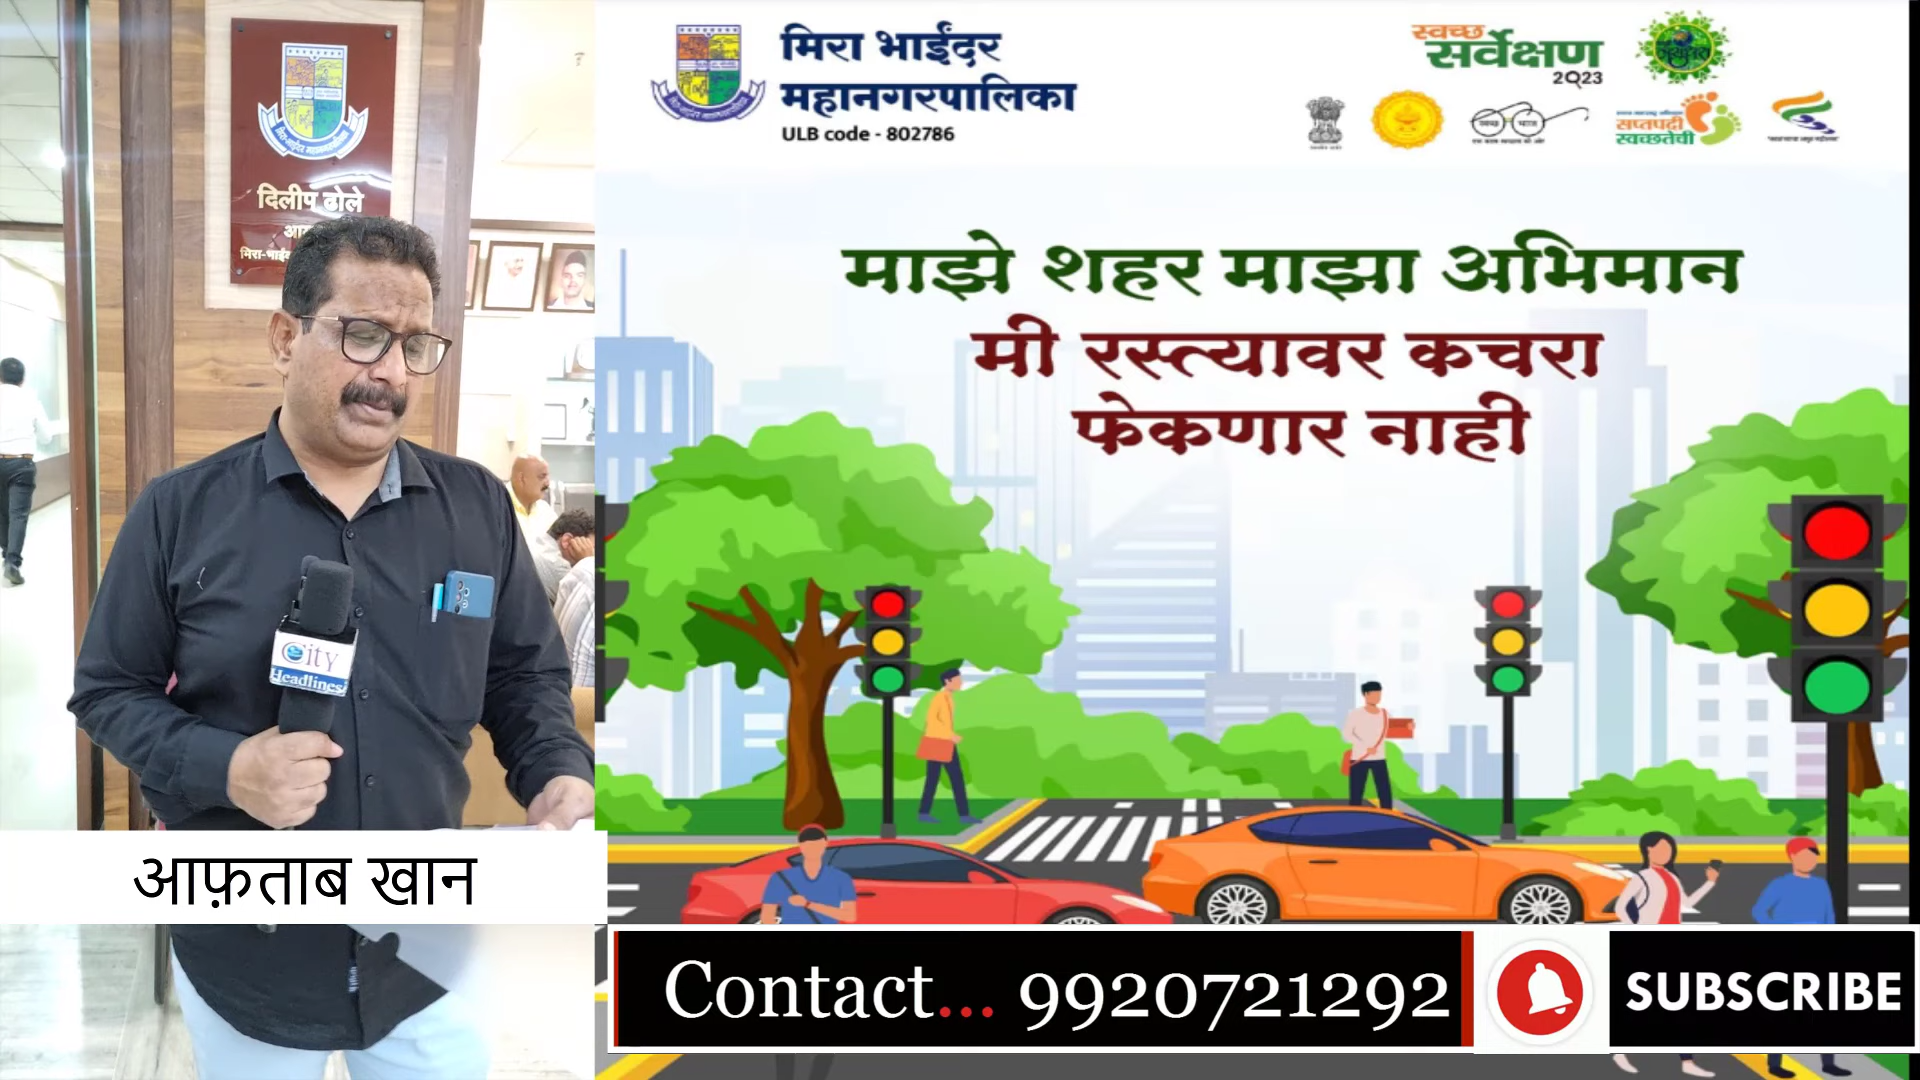 दिलीप ढोले
City
Headlines
आफ़ताब खान
मिरा भाईंदर
महानगरपालिका
ULB code - 802786
स्वच्छ
सर्वेक्षण
2023
सप्तपदी
स्वच्छतेची
माझे शहर माझा अभिमान
मी रस्त्यावर कचरा
फेकणार नाही
Contact... 9920721292
SUBSCRIBE